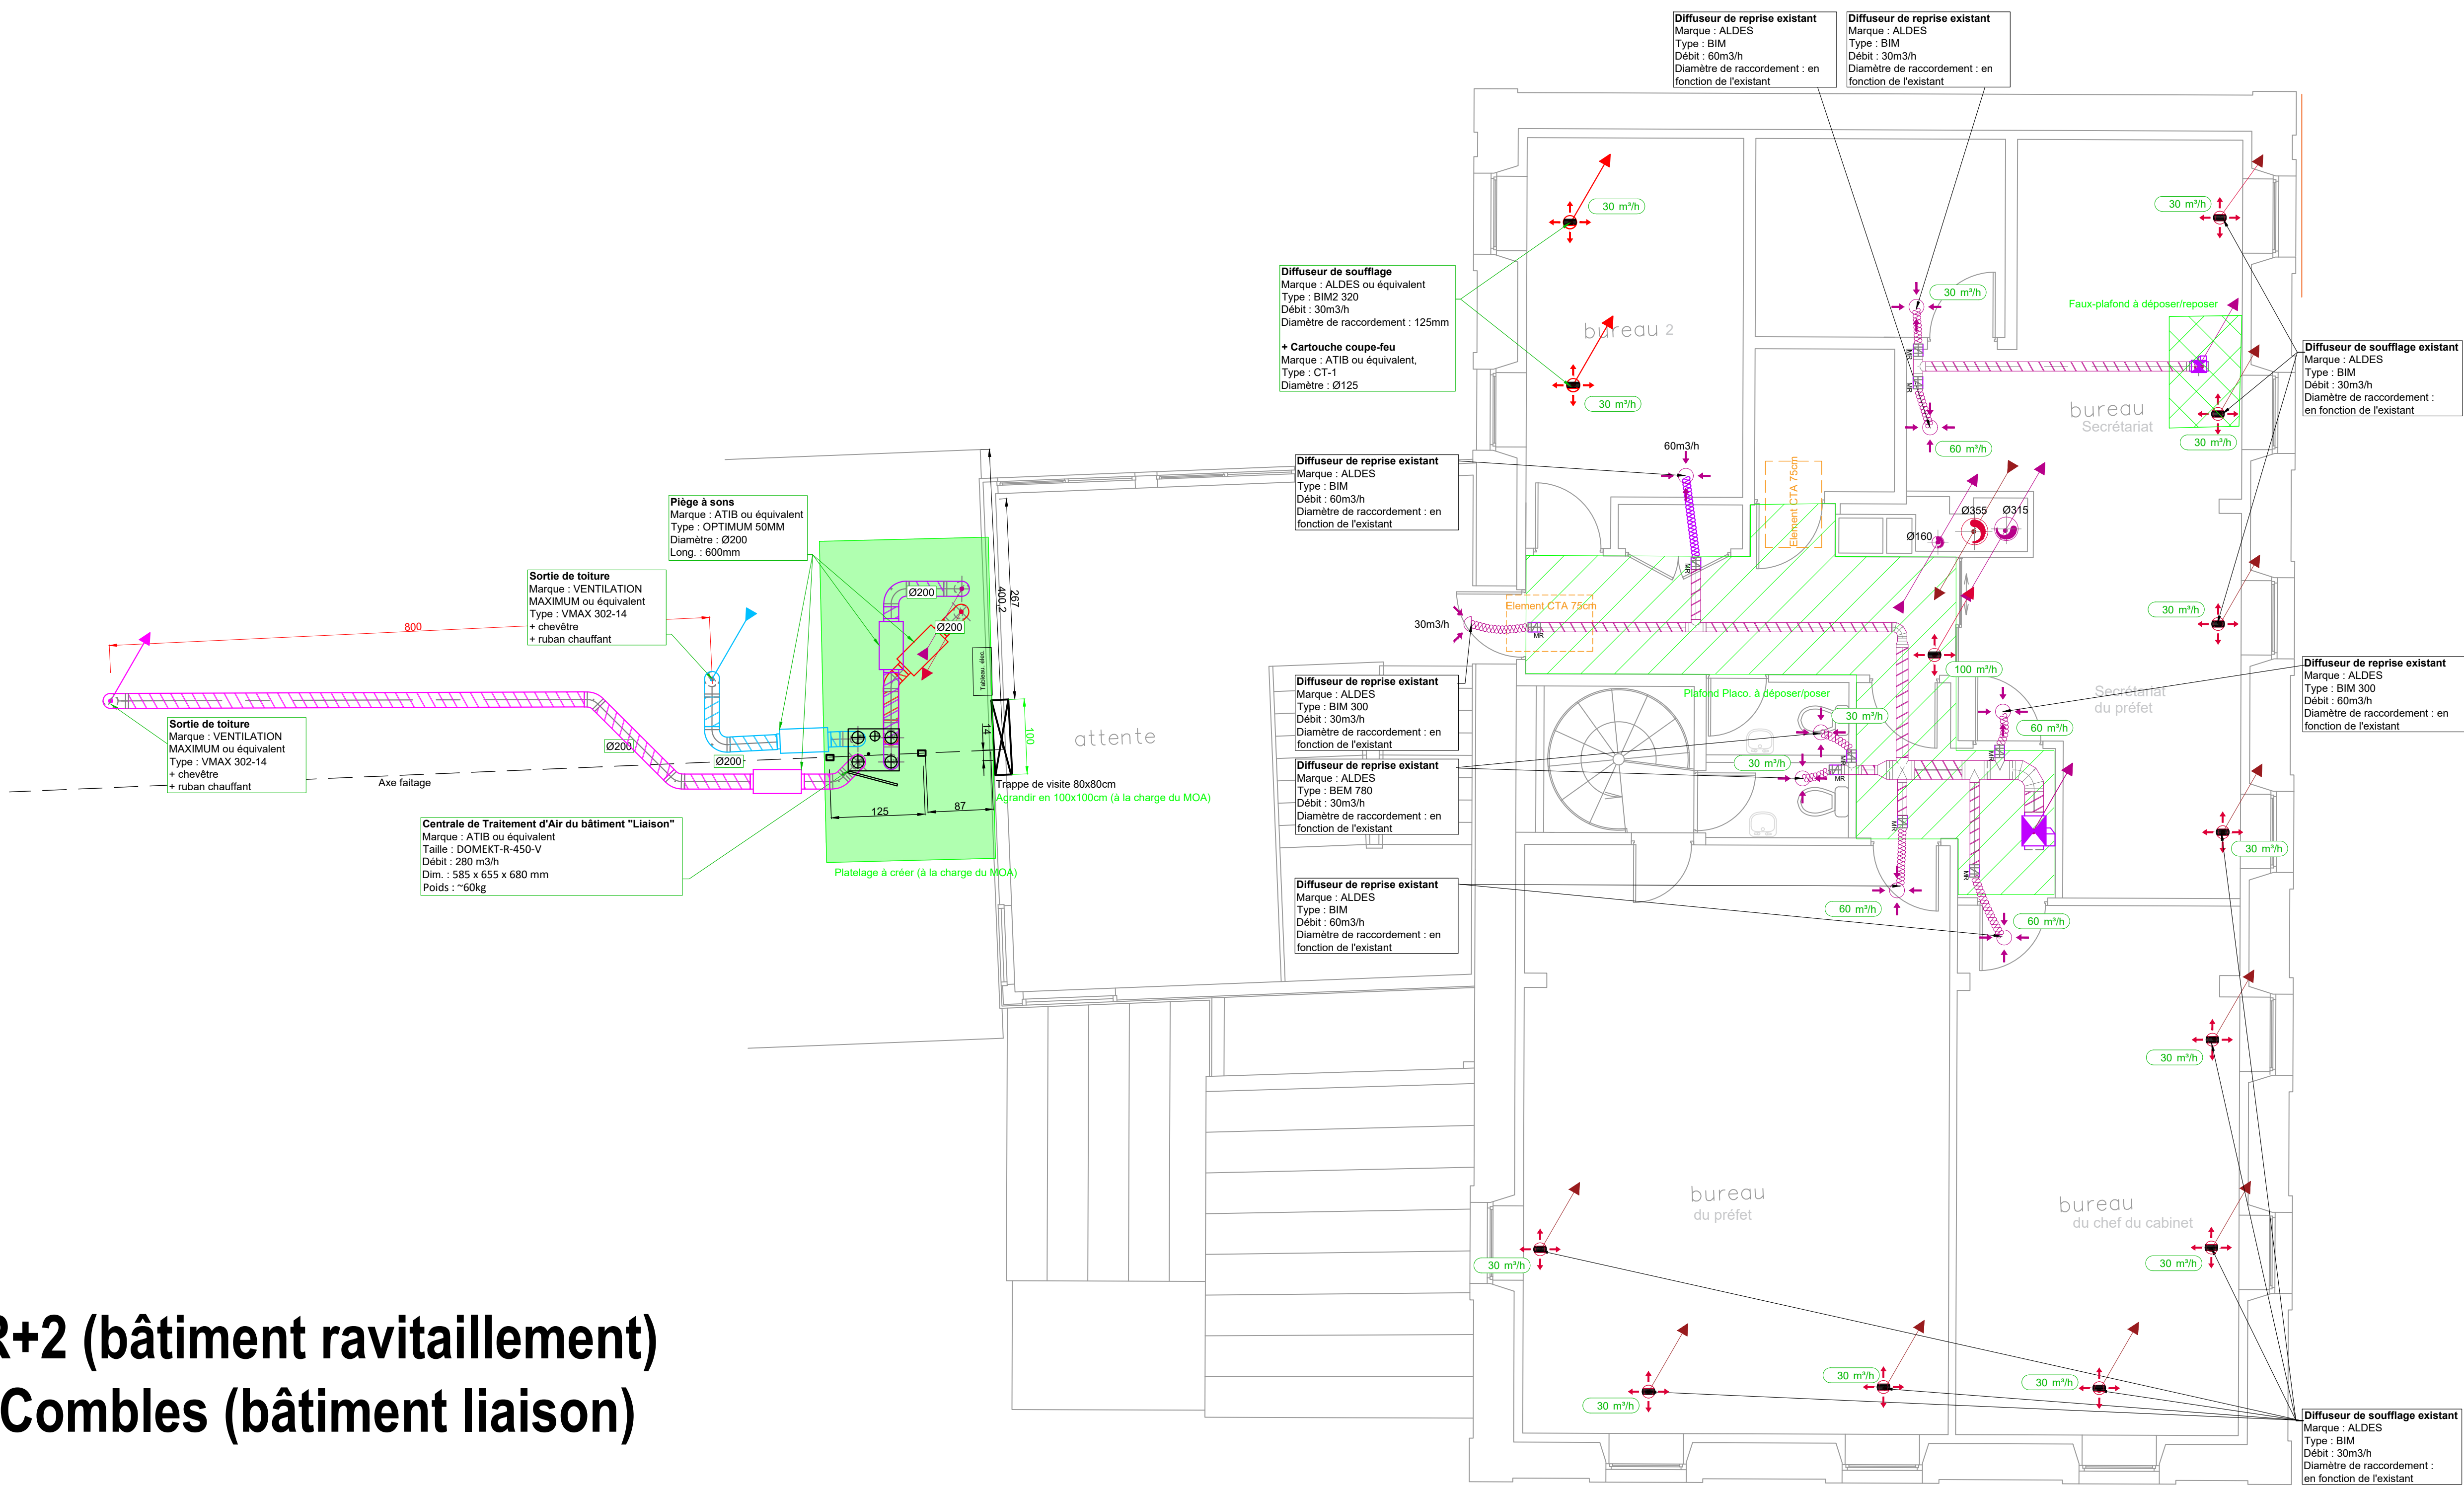 Diffuseur de reprise existant
Marque : ALDES
Type : BIM
Débit : 60m3/h
Diamètre de raccordement : en
fonction de l'existant
Diffuseur de reprise existant
Marque : ALDES
Type : BIM
Débit : 30m3/h
Diamètre de raccordement : en
fonction de l'existant
30 m³/h
30 m³/h
30 m³/h
Faux-plafond à déposer/reposer
Diffuseur de soufflage
Marque : ALDES ou équivalent
Type : BIM2 320
Débit : 30m3/h
Diamètre de raccordement : 125mm
+ Cartouche coupe-feu
Marque : ATIB ou équivalent,
Type : CT-1
Diamètre : Ø125
bureau 2
30 m³/h
MR
MR
Diffuseur de soufflage existant
Marque : ALDES
Type : BIM
Débit : 30m3/h
Diamètre de raccordement :
en fonction de l'existant
bureau
Secrétariat
30 m³/h
60 m³/h
60m3/h
Diffuseur de reprise existant
Marque : ALDES
Type : BIM
Débit : 60m3/h
Diamètre de raccordement : en
fonction de l'existant
Element CTA 75cm
Ø355
Ø315
Ø160
Piège à sons
Marque : ATIB ou équivalent
Type : OPTIMUM 50MM
Diamètre : Ø200
Long. : 600mm
Sortie de toiture
Marque : VENTILATION
MAXIMUM ou équivalent
Type : VMAX 302-14
+ chevêtre
+ ruban chauffant
Ø200
Ø200
267
400.2
Tableau élec.
MR
Element CTA 75cm
30m3/h
MR
30 m³/h
800
100 m³/h
Diffuseur de reprise existant
Marque : ALDES
Type : BIM 300
Débit : 60m3/h
Diamètre de raccordement : en
fonction de l'existant
Diffuseur de reprise existant
Marque : ALDES
Type : BIM 300
Débit : 30m3/h
Diamètre de raccordement : en
fonction de l'existant
Plafond Placo. à déposer/poser
Secrétariat
du préfet
30 m³/h
60 m³/h
Sortie de toiture
Marque : VENTILATION
MAXIMUM ou équivalent
Type : VMAX 302-14
+ chevêtre
+ ruban chauffant
Ø200
Ø200
14
100
attente
Axe faitage
Trappe de visite 80x80cm
Agrandir en 100x100cm (à la charge du MOA)
125
87
Diffuseur de reprise existant
Marque : ALDES
Type : BEM 780
Débit : 30m3/h
Diamètre de raccordement : en
fonction de l'existant
30 m³/h
MR
MR
MR
MR
Centrale de Traitement d'Air du bâtiment "Liaison"
Marque : ATIB ou équivalent
Taille : DOMEKT-R-450-V
Débit : 280 m3/h
Dim. : 585 x 655 x 680 mm
Poids : ~60kg
Platelage à créer (à la charge du MOA)
30 m³/h
Diffuseur de reprise existant
Marque : ALDES
Type : BIM
Débit : 60m3/h
Diamètre de raccordement : en
fonction de l'existant
MR
60 m³/h
60 m³/h
30 m³/h
bureau
du préfet
bureau
du chef du cabinet
30 m³/h
30 m³/h
R+2 (bâtiment ravitaillement)
Combles (bâtiment liaison)
30 m³/h
30 m³/h
30 m³/h
Diffuseur de soufflage existant
Marque : ALDES
Type : BIM
Débit : 30m3/h
Diamètre de raccordement :
en fonction de l'existant